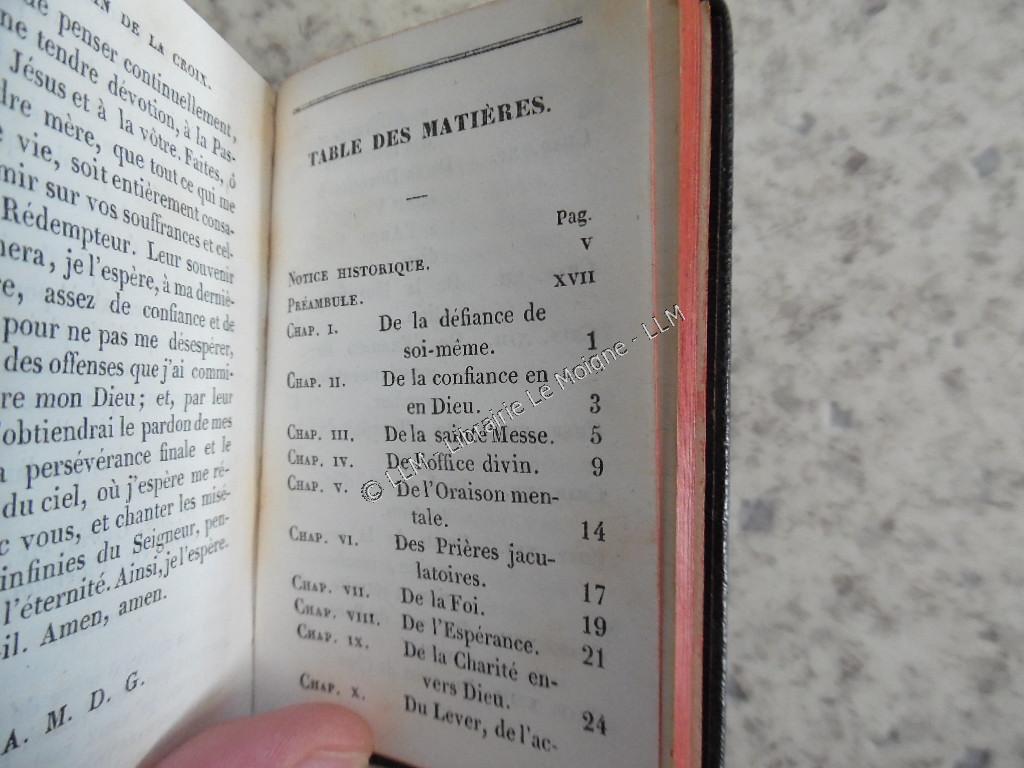 IN DE LA CROIX.
penser continuellement,
ne tendre dévotion, à la Pas-
Jésus et à la vôtre. Faites, ô
dre mère, que tout ce qui me
vie, soit entièrement consa-
mir sur vos souffrances et cel-
Rédempteur. Leur souvenir
nera, je l'espère, à ma derniè-
re, assez de confiance et de
pour ne pas me désespérer,
des offenses que j'ai commi-
re mon Dieu; et, par leur
'obtiendrai le pardon de mes
a persévérance finale et le
du ciel, où j'espère me ré-
c vous, et chanter les misé-
infinies du Seigneur, pen-
l'éternité. Ainsi, je l'espère.
il. Amen, amen.
A. M. D. G.
TABLE DES MATIÈRES.
Pag.
NOTICE HISTORIQUE. V
PRÉAMBULE. XVII
CHAP. I. De la défiance de
soi-même. 1
CHAP. II. De la confiance en
en Dieu. 3
CHAP. III. De la sainte Messe. 5
CHAP. IV. De l'office divin. 9
CHAP. V. De l'Oraison men-
tale. 14
CHAP. VI. Des Prières jacu-
latoires. 17
CHAP. VII. De la Foi. 19
CHAP. VIII. De l'Espérance. 21
CHAP. IX. De la Charité en-
vers Dieu. 24
CHAP. X. Du Lever, de l'ac-
© LLM - Librairie Le Moigne - LLM